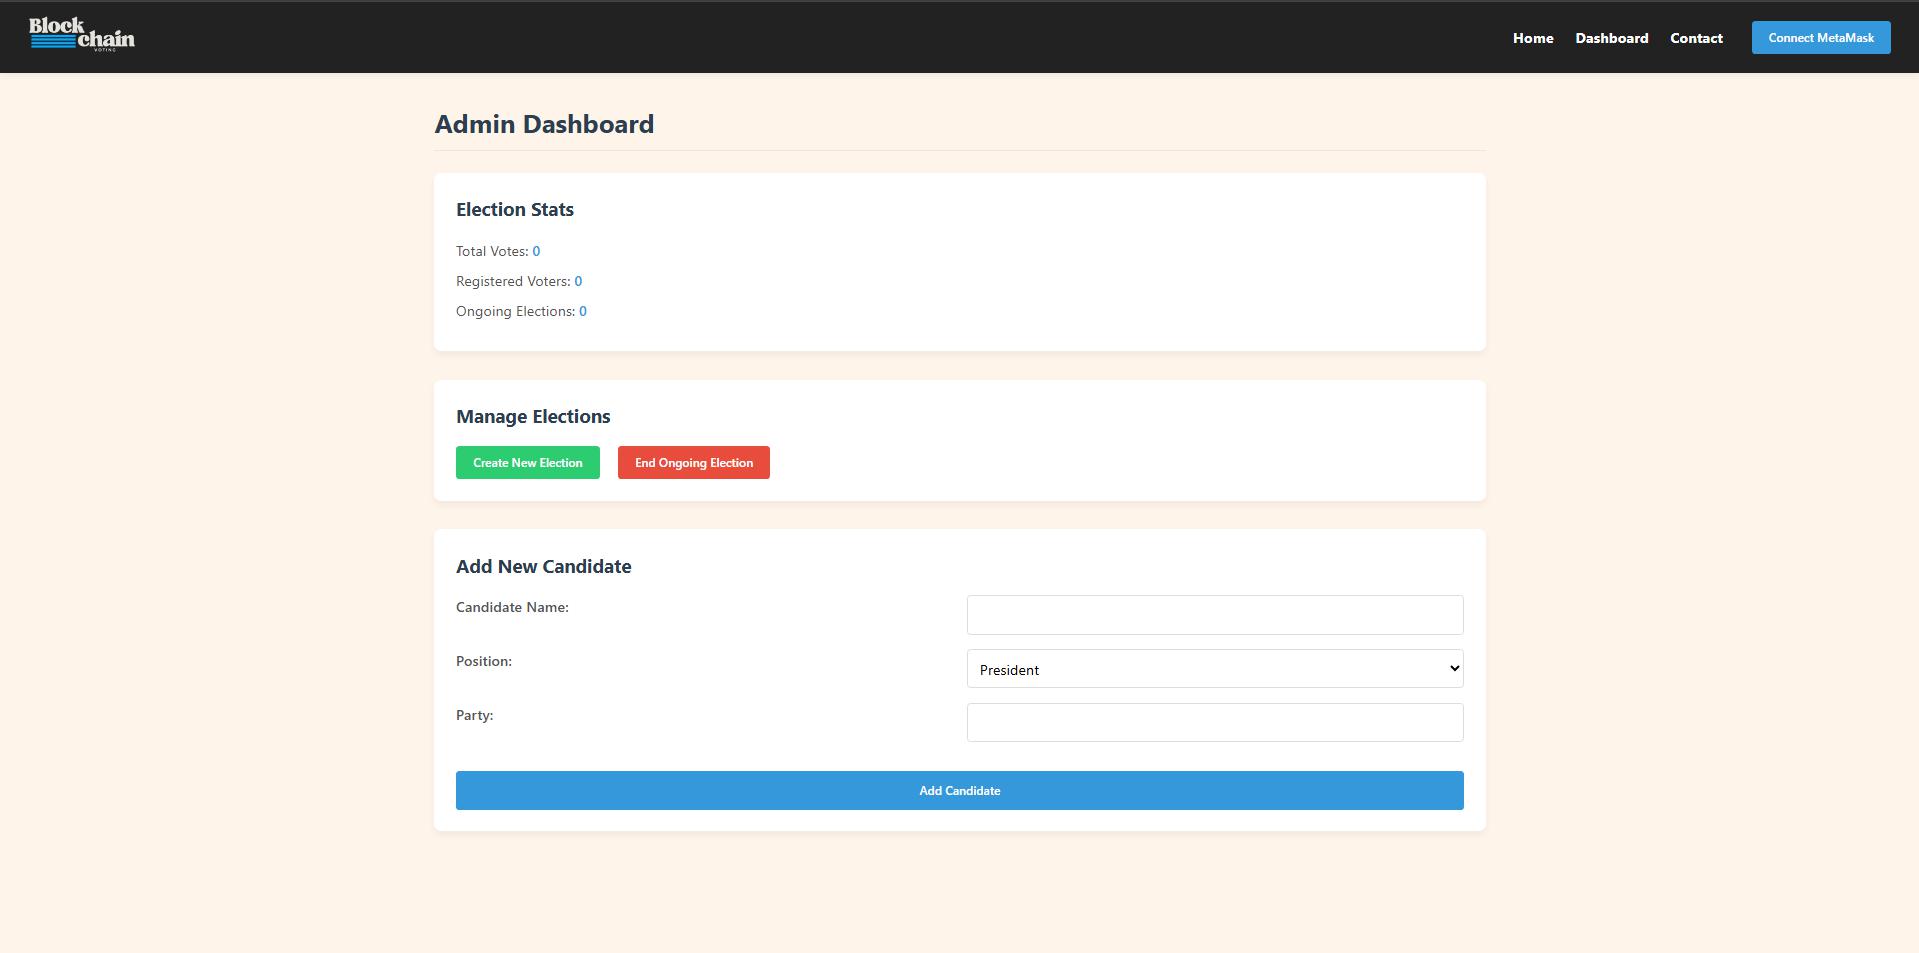 Block
chain
VOTING
Home Dashboard Contact Connect MetaMask
Admin Dashboard
Election Stats
Total Votes: 0
Registered Voters: 0
Ongoing Elections: 0
Manage Elections
Create New Election End Ongoing Election
Add New Candidate
Candidate Name:
Position: President
Party:
Add Candidate